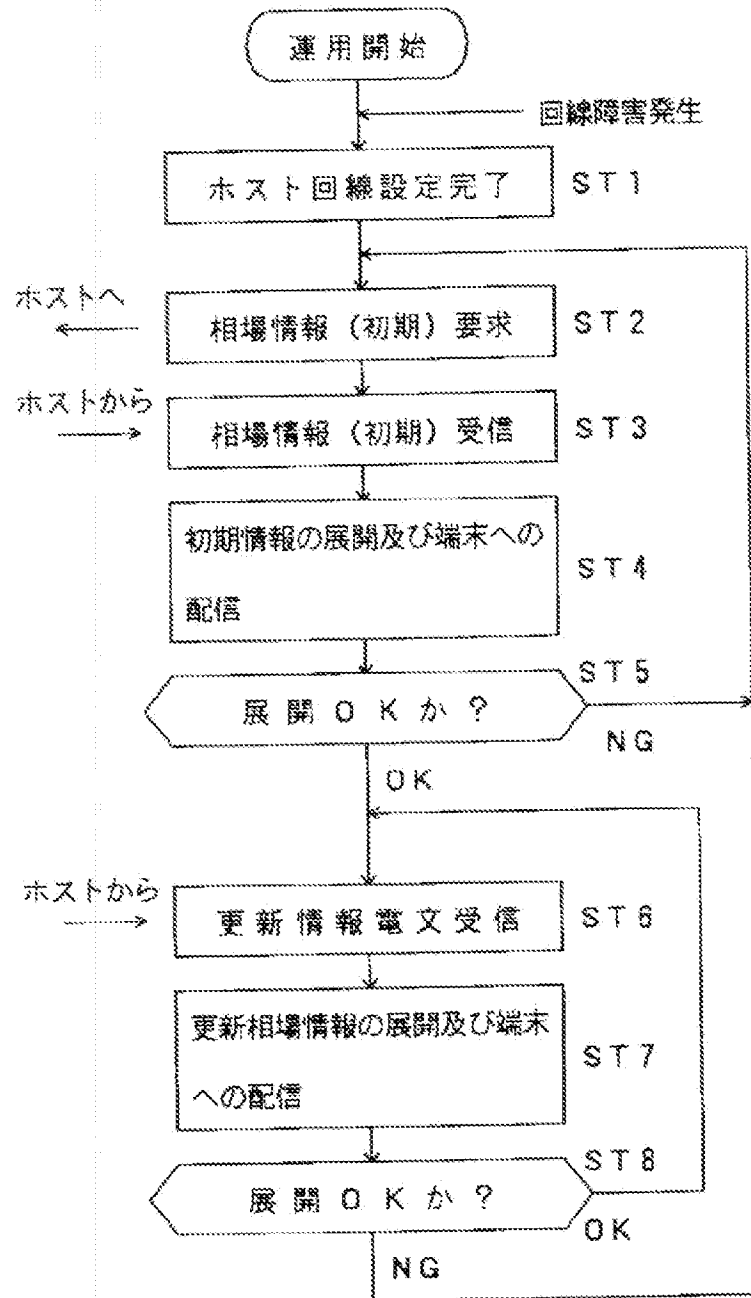 運用開始
回線障害発生
ホスト回線設定完了
ST1
ホストへ
相場情報（初期）要求
ST2
ホストから
相場情報（初期）受信
ST3
初期情報の展開及び端末への
配信
ST4
ST5
展開OKか？
NG
OK
ホストから
更新情報電文受信
ST6
更新相場情報の展開及び端末
への配信
ST7
ST8
展開OKか？
OK
NG